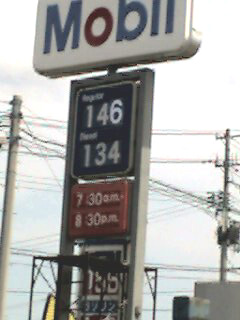 Mobil
Regular
146
Diesel
134
7:30a.m.-
8:30p.m.